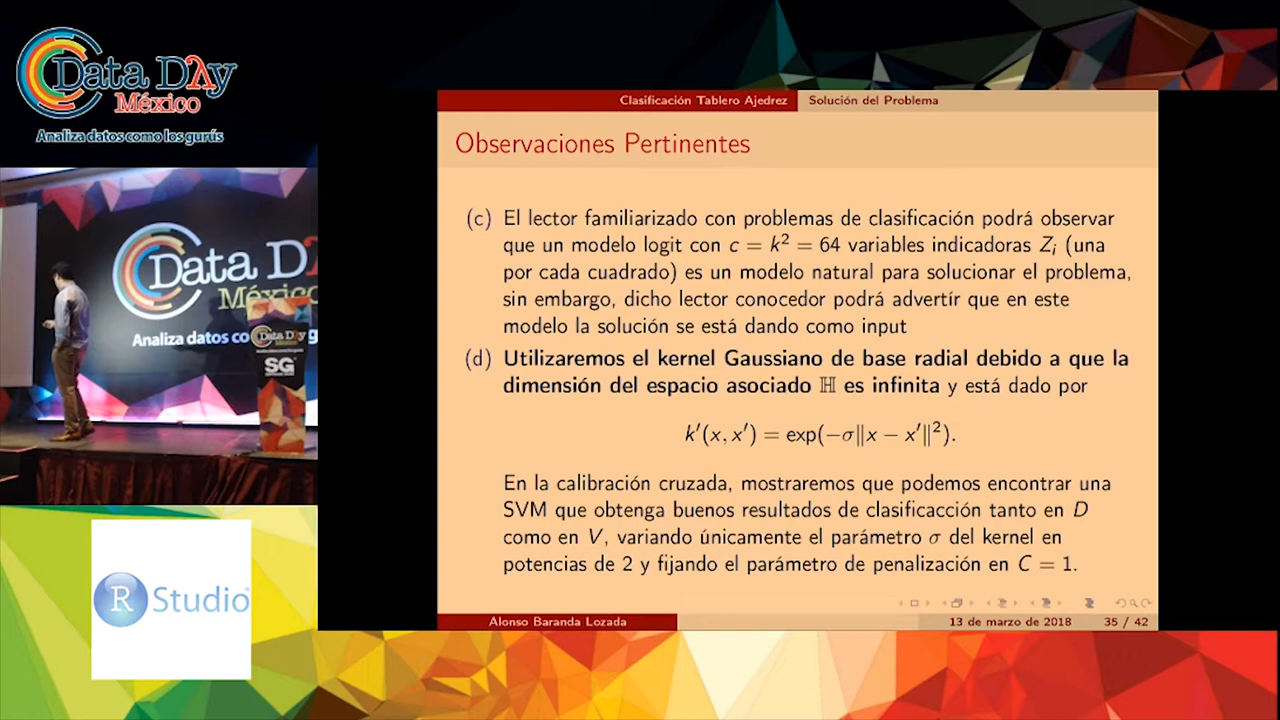 Data Day
México
Analiza datos como los gurús
Clasificación Tablero Ajedrez
Solución del Problema
Observaciones Pertinentes
(c) El lector familiarizado con problemas de clasificación podrá observar
que un modelo logit con c = k² = 64 variables indicadoras Zᵢ (una
por cada cuadrado) es un modelo natural para solucionar el problema,
sin embargo, dicho lector conocedor podrá advertír que en este
modelo la solución se está dando como input
(d) Utilizaremos el kernel Gaussiano de base radial debido a que la
dimensión del espacio asociado ℍ es infinita y está dado por
k′(x, x′) = exp(−σ‖x − x′‖²).
En la calibración cruzada, mostraremos que podemos encontrar una
SVM que obtenga buenos resultados de clasificacción tanto en D
como en V, variando únicamente el parámetro σ del kernel en
potencias de 2 y fijando el parámetro de penalización en C = 1.
Alonso Baranda Lozada
13 de marzo de 2018
35 / 42
Data D
México
Analiza datos co
g
Data Day
SG
R Studio